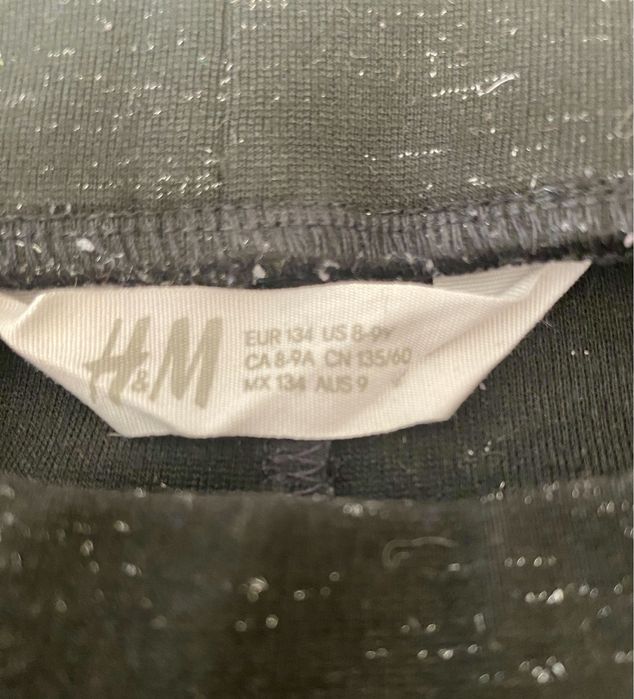 H&M
EUR 134 US 8-9Y
CA 8-9A CN 135/60
MX 134 AUS 9